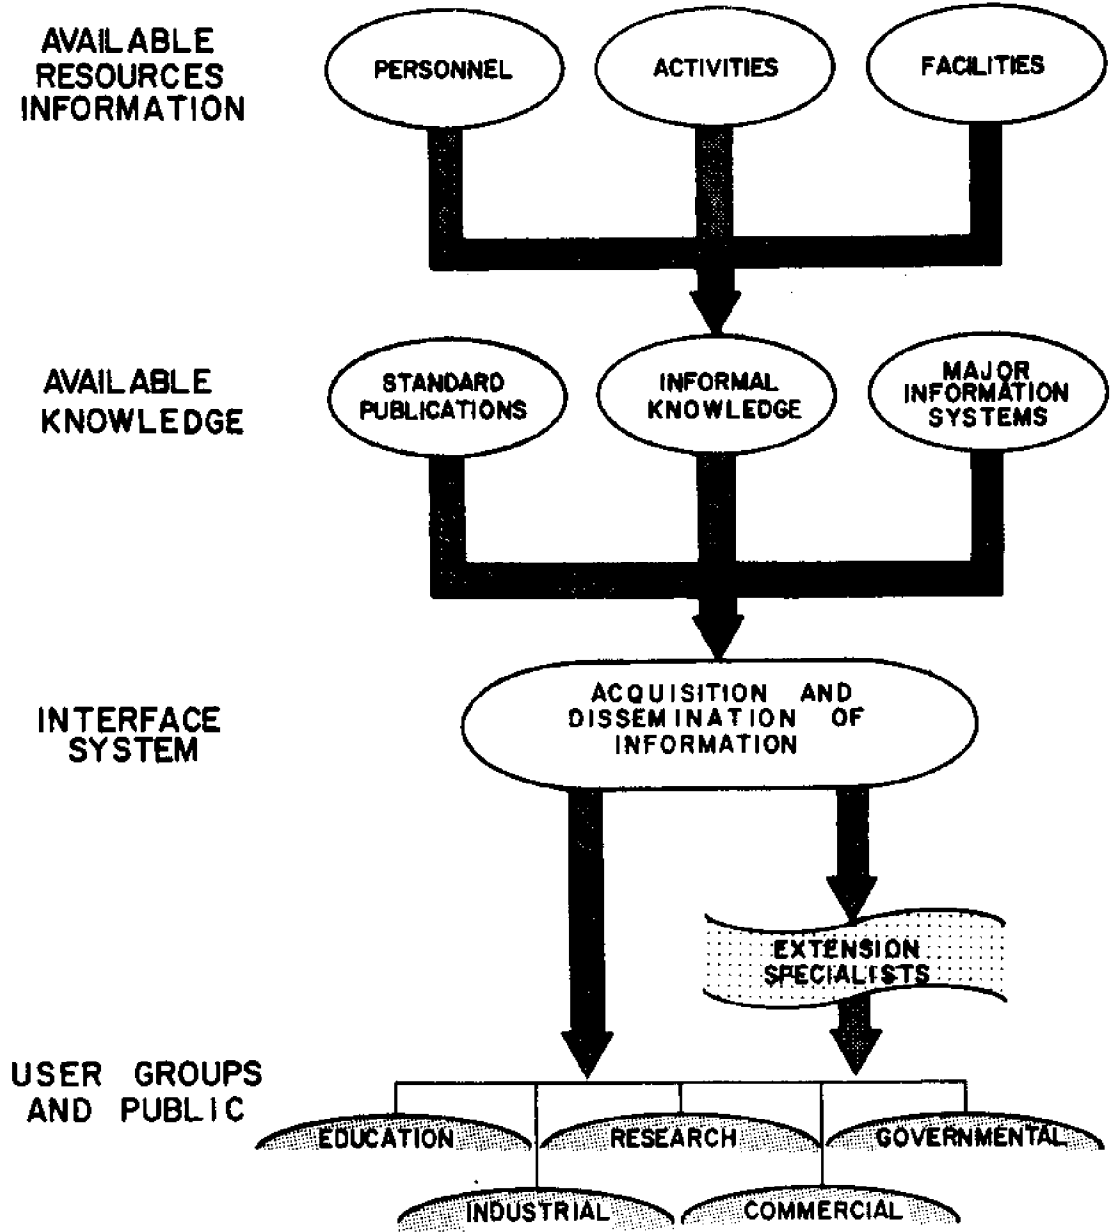 AVAILABLE
RESOURCES
INFORMATION
PERSONNEL
ACTIVITIES
FACILITIES
AVAILABLE
KNOWLEDGE
STANDARD
PUBLICATIONS
INFORMAL
KNOWLEDGE
MAJOR
INFORMATION
SYSTEMS
INTERFACE
SYSTEM
ACQUISITION AND
DISSEMINATION OF
INFORMATION
EXTENSION
SPECIALISTS
USER GROUPS
AND PUBLIC
EDUCATION
RESEARCH
GOVERNMENTAL
INDUSTRIAL
COMMERCIAL